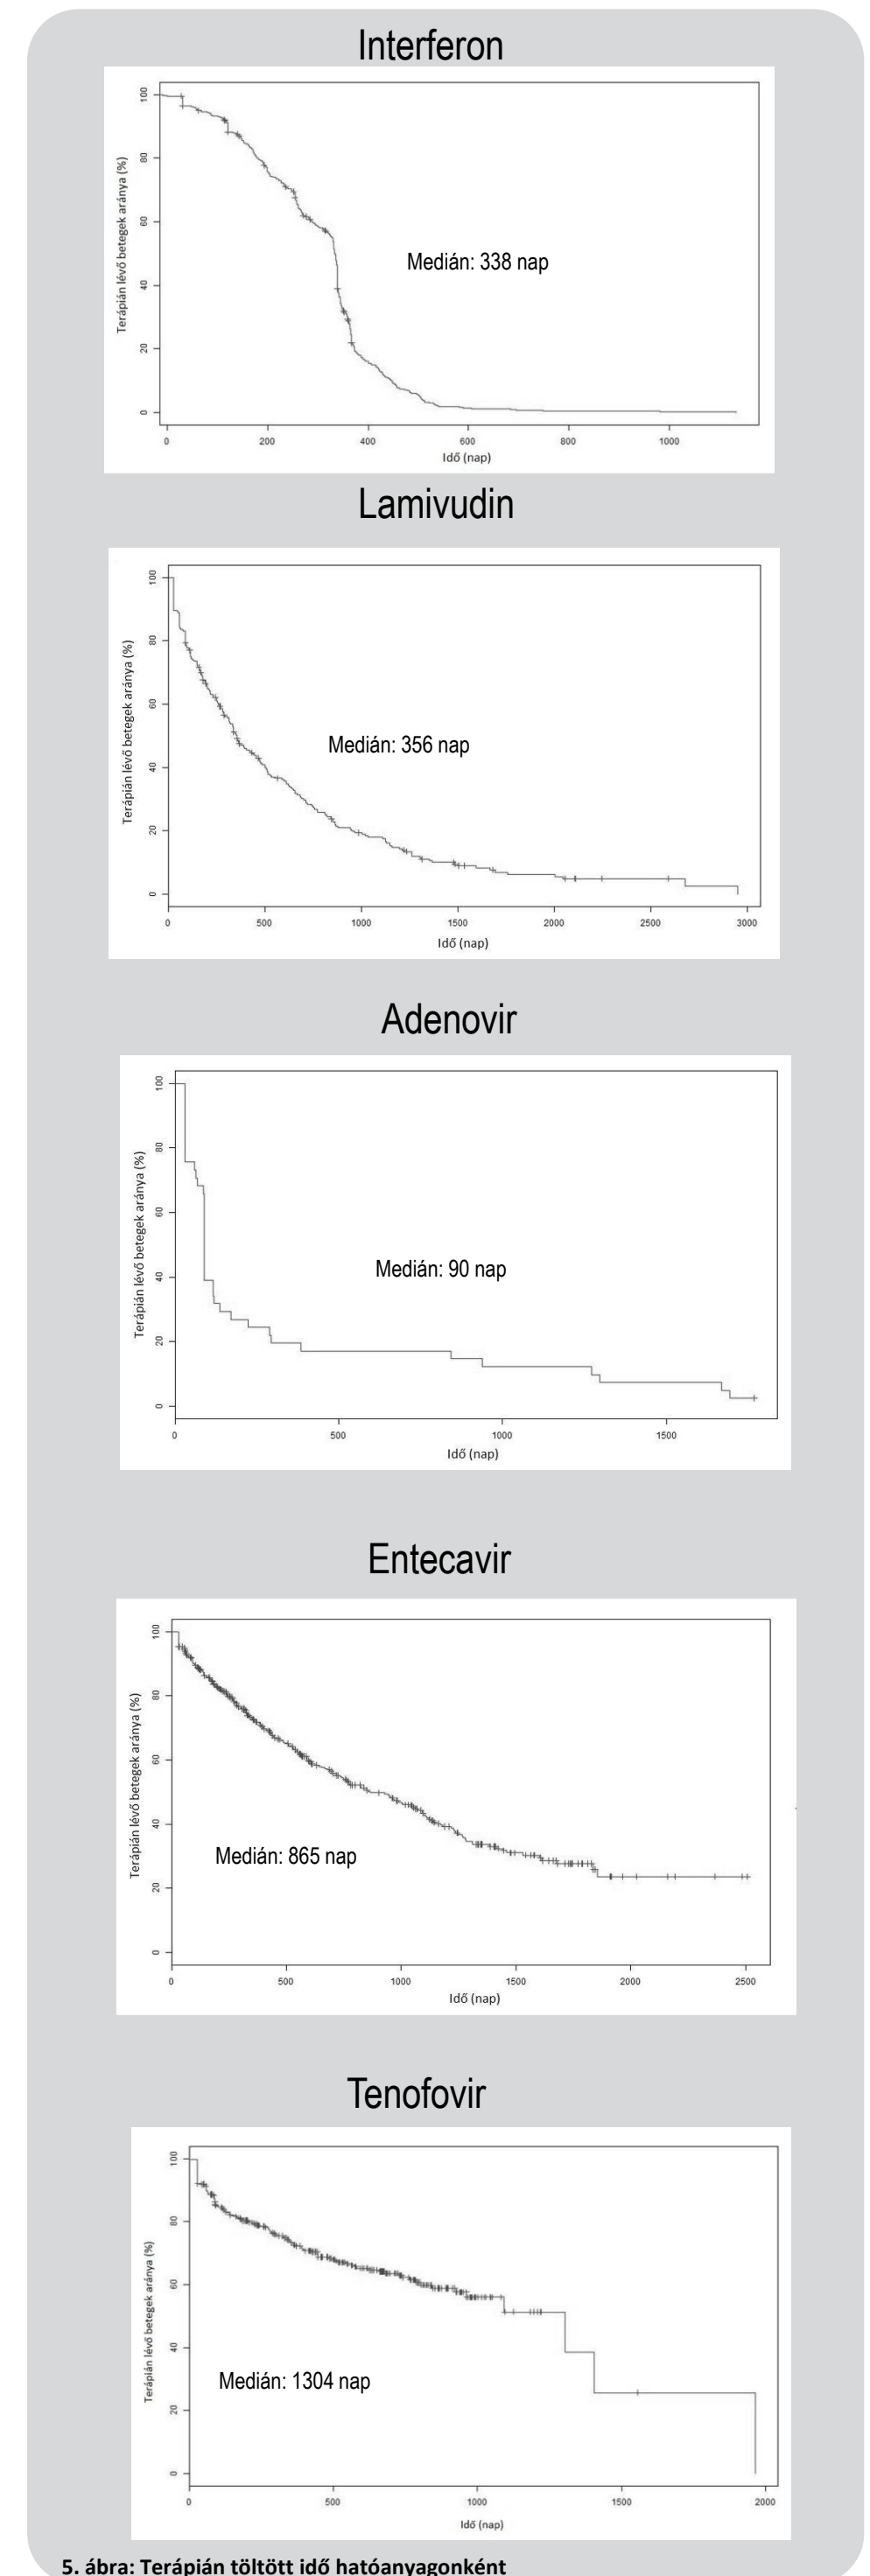 Interferon
Terápián lévő betegek aránya (%)
100
80
60
40
20
0
Medián: 338 nap
0 200 400 600 800 1000
Idő (nap)
Lamivudin
Terápián lévő betegek aránya (%)
100
80
60
40
20
0
Medián: 356 nap
0 500 1000 1500 2000 2500 3000
Idő (nap)
Adenovir
Terápián lévő betegek aránya (%)
100
80
60
40
20
0
Medián: 90 nap
0 500 1000 1500
Idő (nap)
Entecavir
Terápián lévő betegek aránya (%)
100
80
60
40
20
0
Medián: 865 nap
0 500 1000 1500 2000 2500
Idő (nap)
Tenofovir
Terápián lévő betegek aránya (%)
100
80
60
40
20
0
Medián: 1304 nap
0 500 1000 1500 2000
Idő (nap)
5. ábra: Terápián töltött idő hatóanyagonként